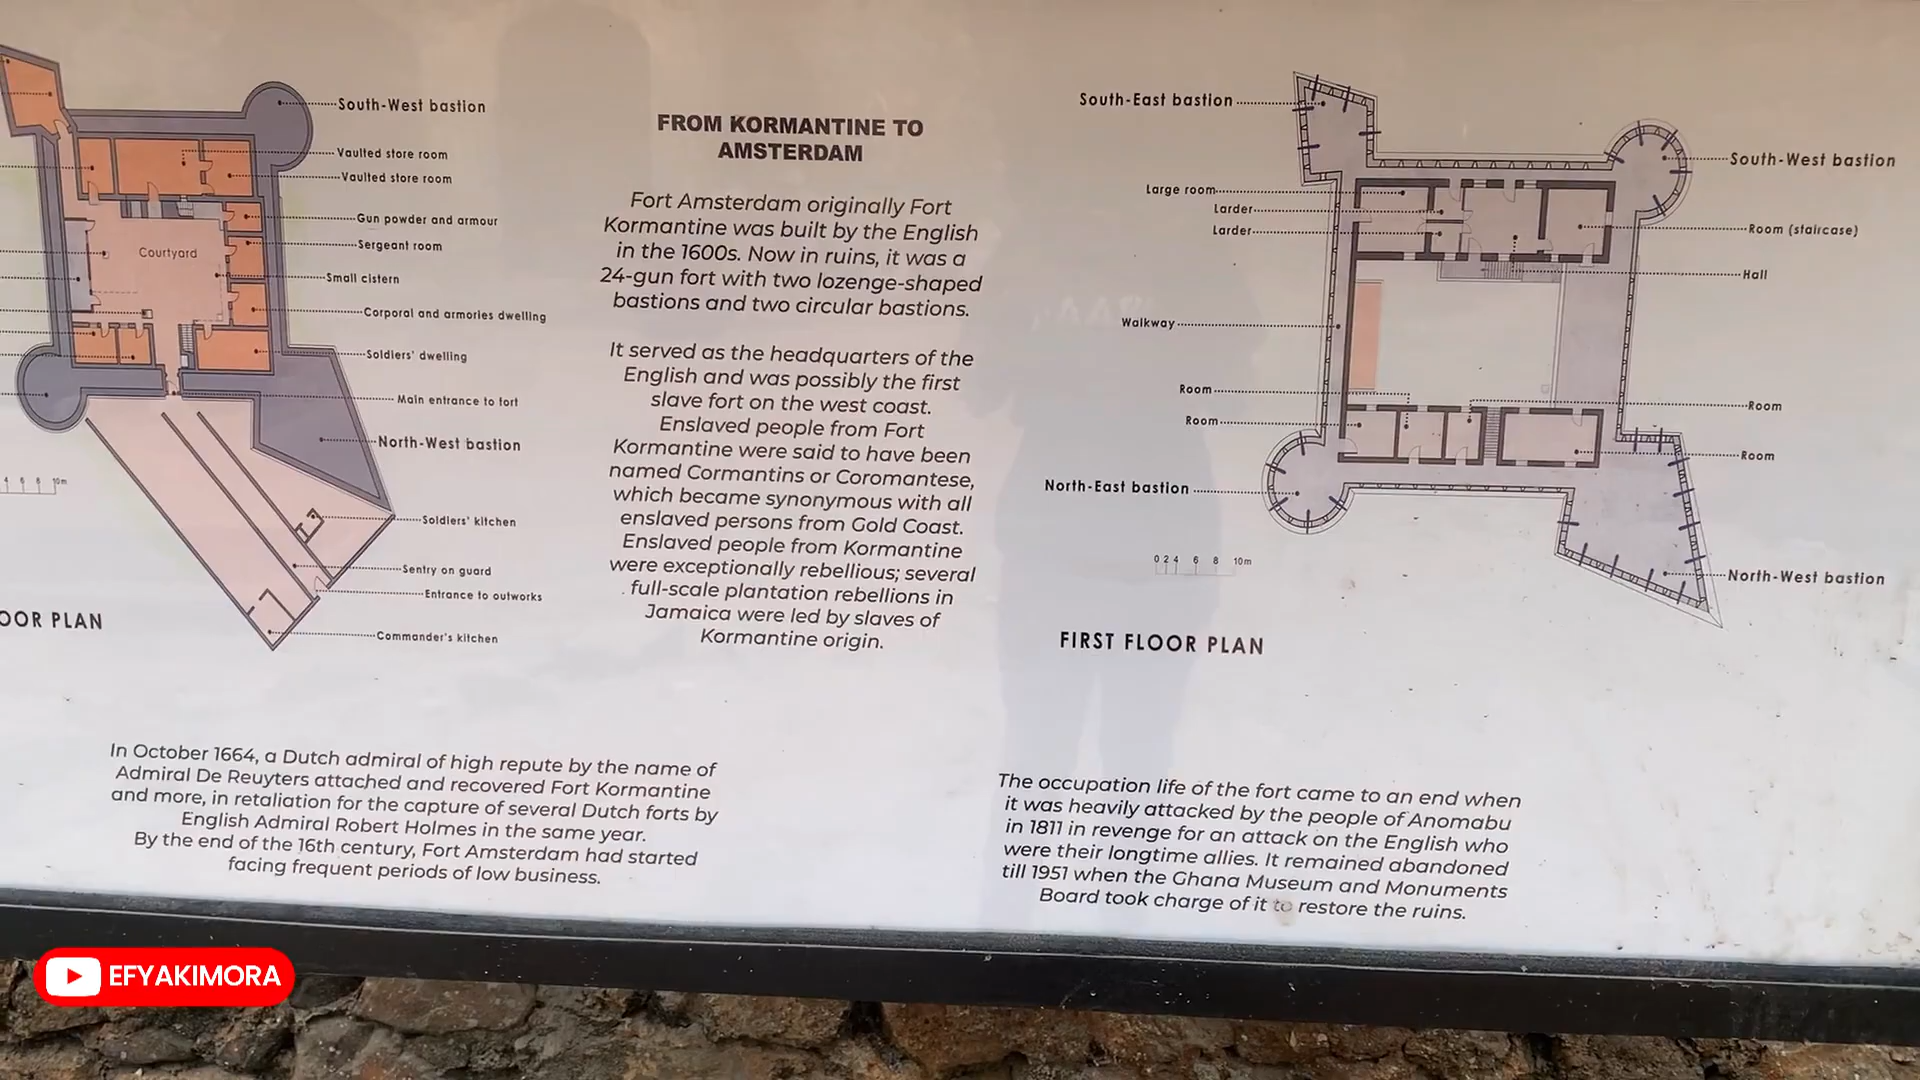 South-West bastion
Vaulted store room
Vaulted store room
Gun powder and armour
Sergeant room
Courtyard
Small cistern
Corporal and armories dwelling
Soldiers' dwelling
Main entrance to fort
North-West bastion
4 6 8 10m
Soldiers' kitchen
Sentry on guard
Entrance to outworks
Commander's kitchen
OOR PLAN
FROM KORMANTINE TO
AMSTERDAM
Fort Amsterdam originally Fort
Kormantine was built by the English
in the 1600s. Now in ruins, it was a
24-gun fort with two lozenge-shaped
bastions and two circular bastions.
It served as the headquarters of the
English and was possibly the first
slave fort on the west coast.
Enslaved people from Fort
Kormantine were said to have been
named Cormantins or Coromantese,
which became synonymous with all
enslaved persons from Gold Coast.
Enslaved people from Kormantine
were exceptionally rebellious; several
full-scale plantation rebellions in
Jamaica were led by slaves of
Kormantine origin.
South-East bastion
South-West bastion
Large room
Larder
Larder
Room (staircase)
Hall
Walkway
Room
Room
Room
Room
North-East bastion
North-West bastion
0 2 4 6 8 10m
FIRST FLOOR PLAN
In October 1664, a Dutch admiral of high repute by the name of
Admiral De Reuyters attached and recovered Fort Kormantine
and more, in retaliation for the capture of several Dutch forts by
English Admiral Robert Holmes in the same year.
By the end of the 16th century, Fort Amsterdam had started
facing frequent periods of low business.
The occupation life of the fort came to an end when
it was heavily attacked by the people of Anomabu
in 1811 in revenge for an attack on the English who
were their longtime allies. It remained abandoned
till 1951 when the Ghana Museum and Monuments
Board took charge of it to restore the ruins.
EFYAKIMORA